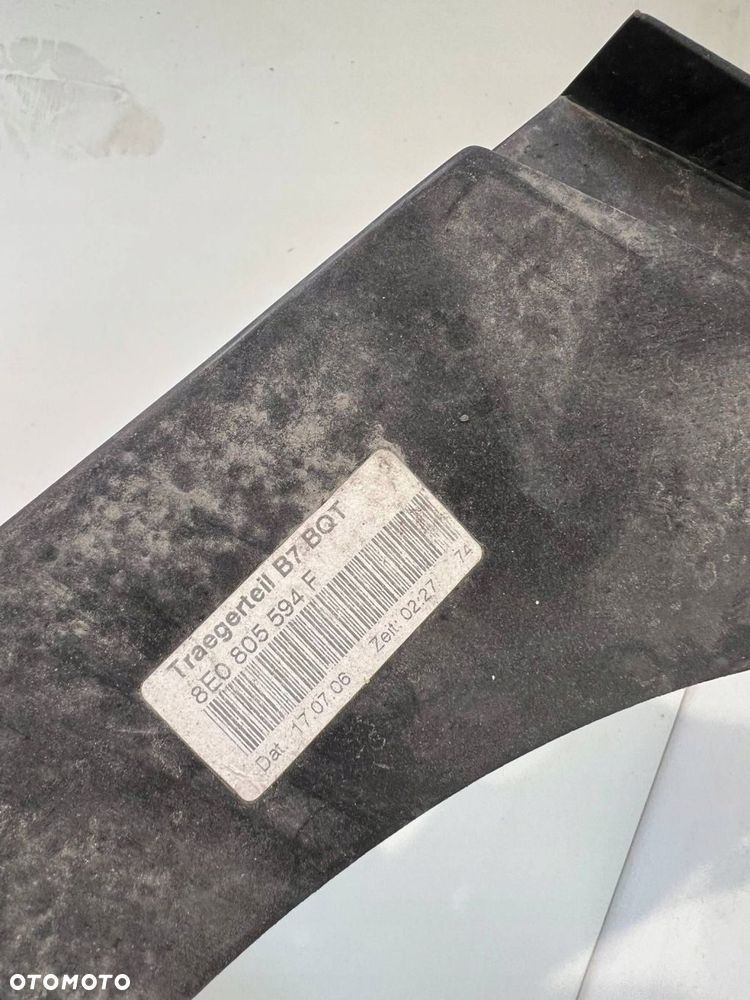 Traegerteil B7 BQT
8E0 805 594 F
Dat.: 17.07.06 Zeit: 02:27 74
OTOMOTO